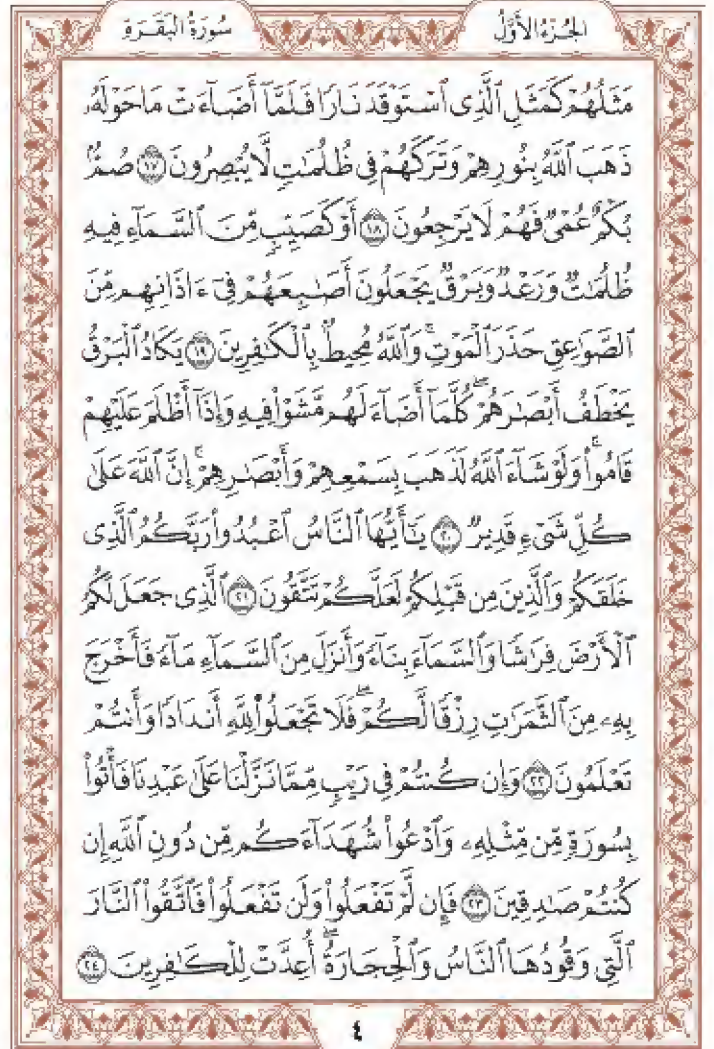 الجُزْءُ الأَوَّلُ
سُورَةُ الْبَقَرَةِ
مَثَلُهُمْ كَمَثَلِ ٱلَّذِى ٱسْتَوْقَدَ نَارًا فَلَمَّآ أَضَآءَتْ مَا حَوْلَهُۥ
ذَهَبَ ٱللَّهُ بِنُورِهِمْ وَتَرَكَهُمْ فِى ظُلُمَٰتٍ لَّا يُبْصِرُونَ ١٧ صُمٌّۢ
بُكْمٌ عُمْىٌ فَهُمْ لَا يَرْجِعُونَ ١٨ أَوْ كَصَيِّبٍ مِّنَ ٱلسَّمَآءِ فِيهِ
ظُلُمَٰتٌ وَرَعْدٌ وَبَرْقٌ يَجْعَلُونَ أَصَٰبِعَهُمْ فِىٓ ءَاذَانِهِم مِّنَ
ٱلصَّوَٰعِقِ حَذَرَ ٱلْمَوْتِ ۚ وَٱللَّهُ مُحِيطٌۢ بِٱلْكَٰفِرِينَ ١٩ يَكَادُ ٱلْبَرْقُ
يَخْطَفُ أَبْصَٰرَهُمْ ۖ كُلَّمَآ أَضَآءَ لَهُم مَّشَوْا۟ فِيهِ وَإِذَآ أَظْلَمَ عَلَيْهِمْ
قَامُوا۟ ۚ وَلَوْ شَآءَ ٱللَّهُ لَذَهَبَ بِسَمْعِهِمْ وَأَبْصَٰرِهِمْ ۚ إِنَّ ٱللَّهَ عَلَىٰ
كُلِّ شَىْءٍ قَدِيرٌ ٢٠ يَٰٓأَيُّهَا ٱلنَّاسُ ٱعْبُدُوا۟ رَبَّكُمُ ٱلَّذِى
خَلَقَكُمْ وَٱلَّذِينَ مِن قَبْلِكُمْ لَعَلَّكُمْ تَتَّقُونَ ٢١ ٱلَّذِى جَعَلَ لَكُمُ
ٱلْأَرْضَ فِرَٰشًا وَٱلسَّمَآءَ بِنَآءً وَأَنزَلَ مِنَ ٱلسَّمَآءِ مَآءً فَأَخْرَجَ
بِهِۦ مِنَ ٱلثَّمَرَٰتِ رِزْقًا لَّكُمْ ۖ فَلَا تَجْعَلُوا۟ لِلَّهِ أَندَادًا وَأَنتُمْ
تَعْلَمُونَ ٢٢ وَإِن كُنتُمْ فِى رَيْبٍ مِّمَّا نَزَّلْنَا عَلَىٰ عَبْدِنَا فَأْتُوا۟
بِسُورَةٍ مِّن مِّثْلِهِۦ وَٱدْعُوا۟ شُهَدَآءَكُم مِّن دُونِ ٱللَّهِ إِن
كُنتُمْ صَٰدِقِينَ ٢٣ فَإِن لَّمْ تَفْعَلُوا۟ وَلَن تَفْعَلُوا۟ فَٱتَّقُوا۟ ٱلنَّارَ
ٱلَّتِى وَقُودُهَا ٱلنَّاسُ وَٱلْحِجَارَةُ ۖ أُعِدَّتْ لِلْكَٰفِرِينَ ٢٤
٤